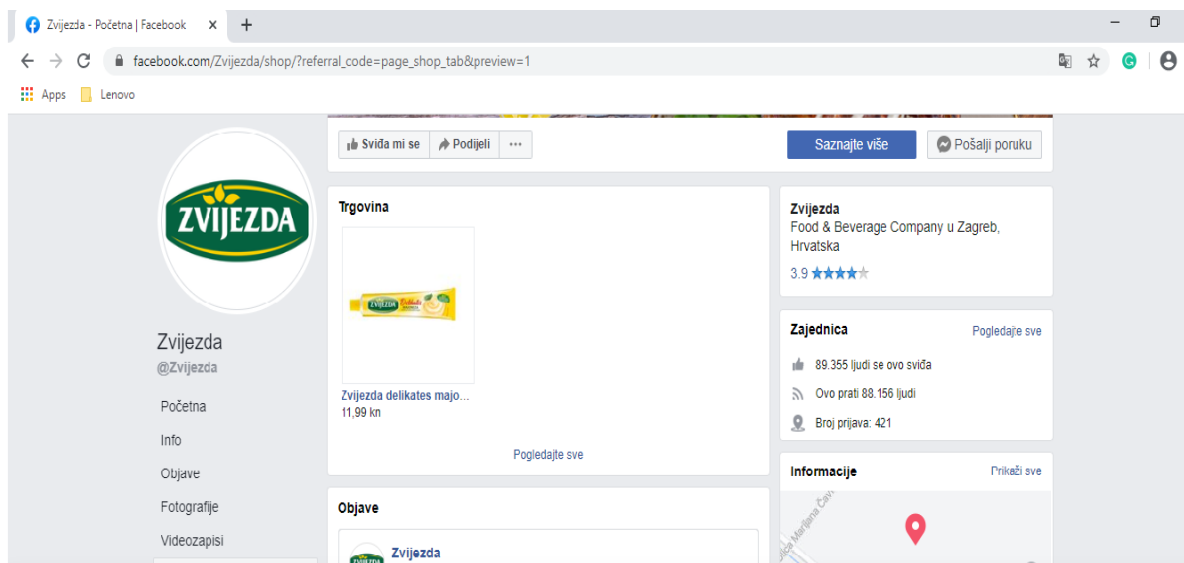 Zvijezda - Početna | Facebook
facebook.com/Zvijezda/shop/?referral_code=page_shop_tab&preview=1
Apps
Lenovo
Sviđa mi se
Podijeli
Saznajte više
Pošalji poruku
ZVIJEZDA
Zvijezda
@Zvijezda
Početna
Info
Objave
Fotografije
Videozapisi
Trgovina
ZVIJEZDA
Zvijezda delikates majo...
11,99 kn
Pogledajte sve
Objave
Zvijezda
Zvijezda
Food & Beverage Company u Zagreb,
Hrvatska
3.9
Zajednica
Pogledajte sve
89.355 ljudi se ovo sviđa
Ovo prati 88.156 ljudi
Broj prijava: 421
Informacije
Prikaži sve
Marijana